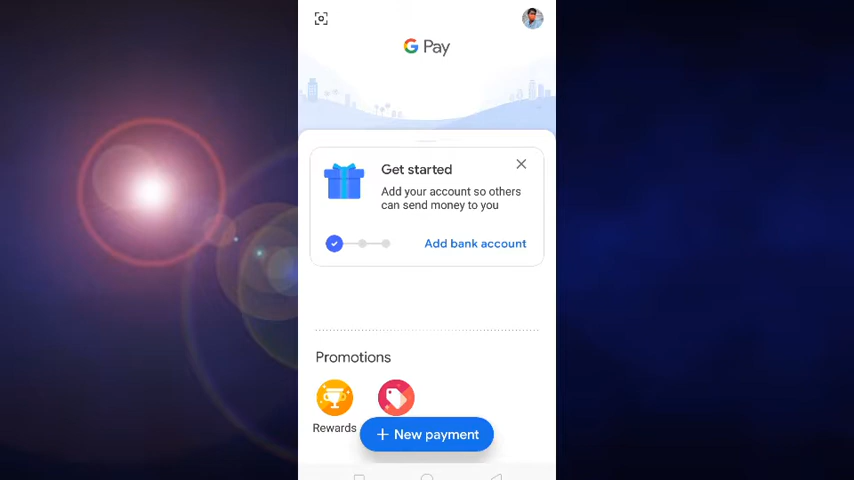 G Pay
Get started
Add your account so others
can send money to you
Add bank account
Promotions
Rewards
+ New payment